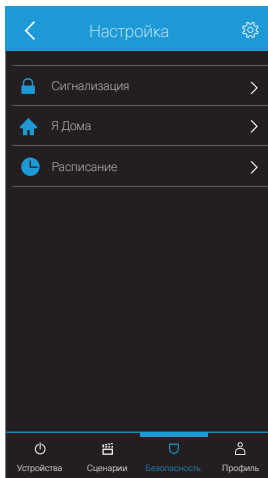 Настройка
Сигнализация
Я Дома
Расписание
Устройства Сценарии Безопасность Профиль